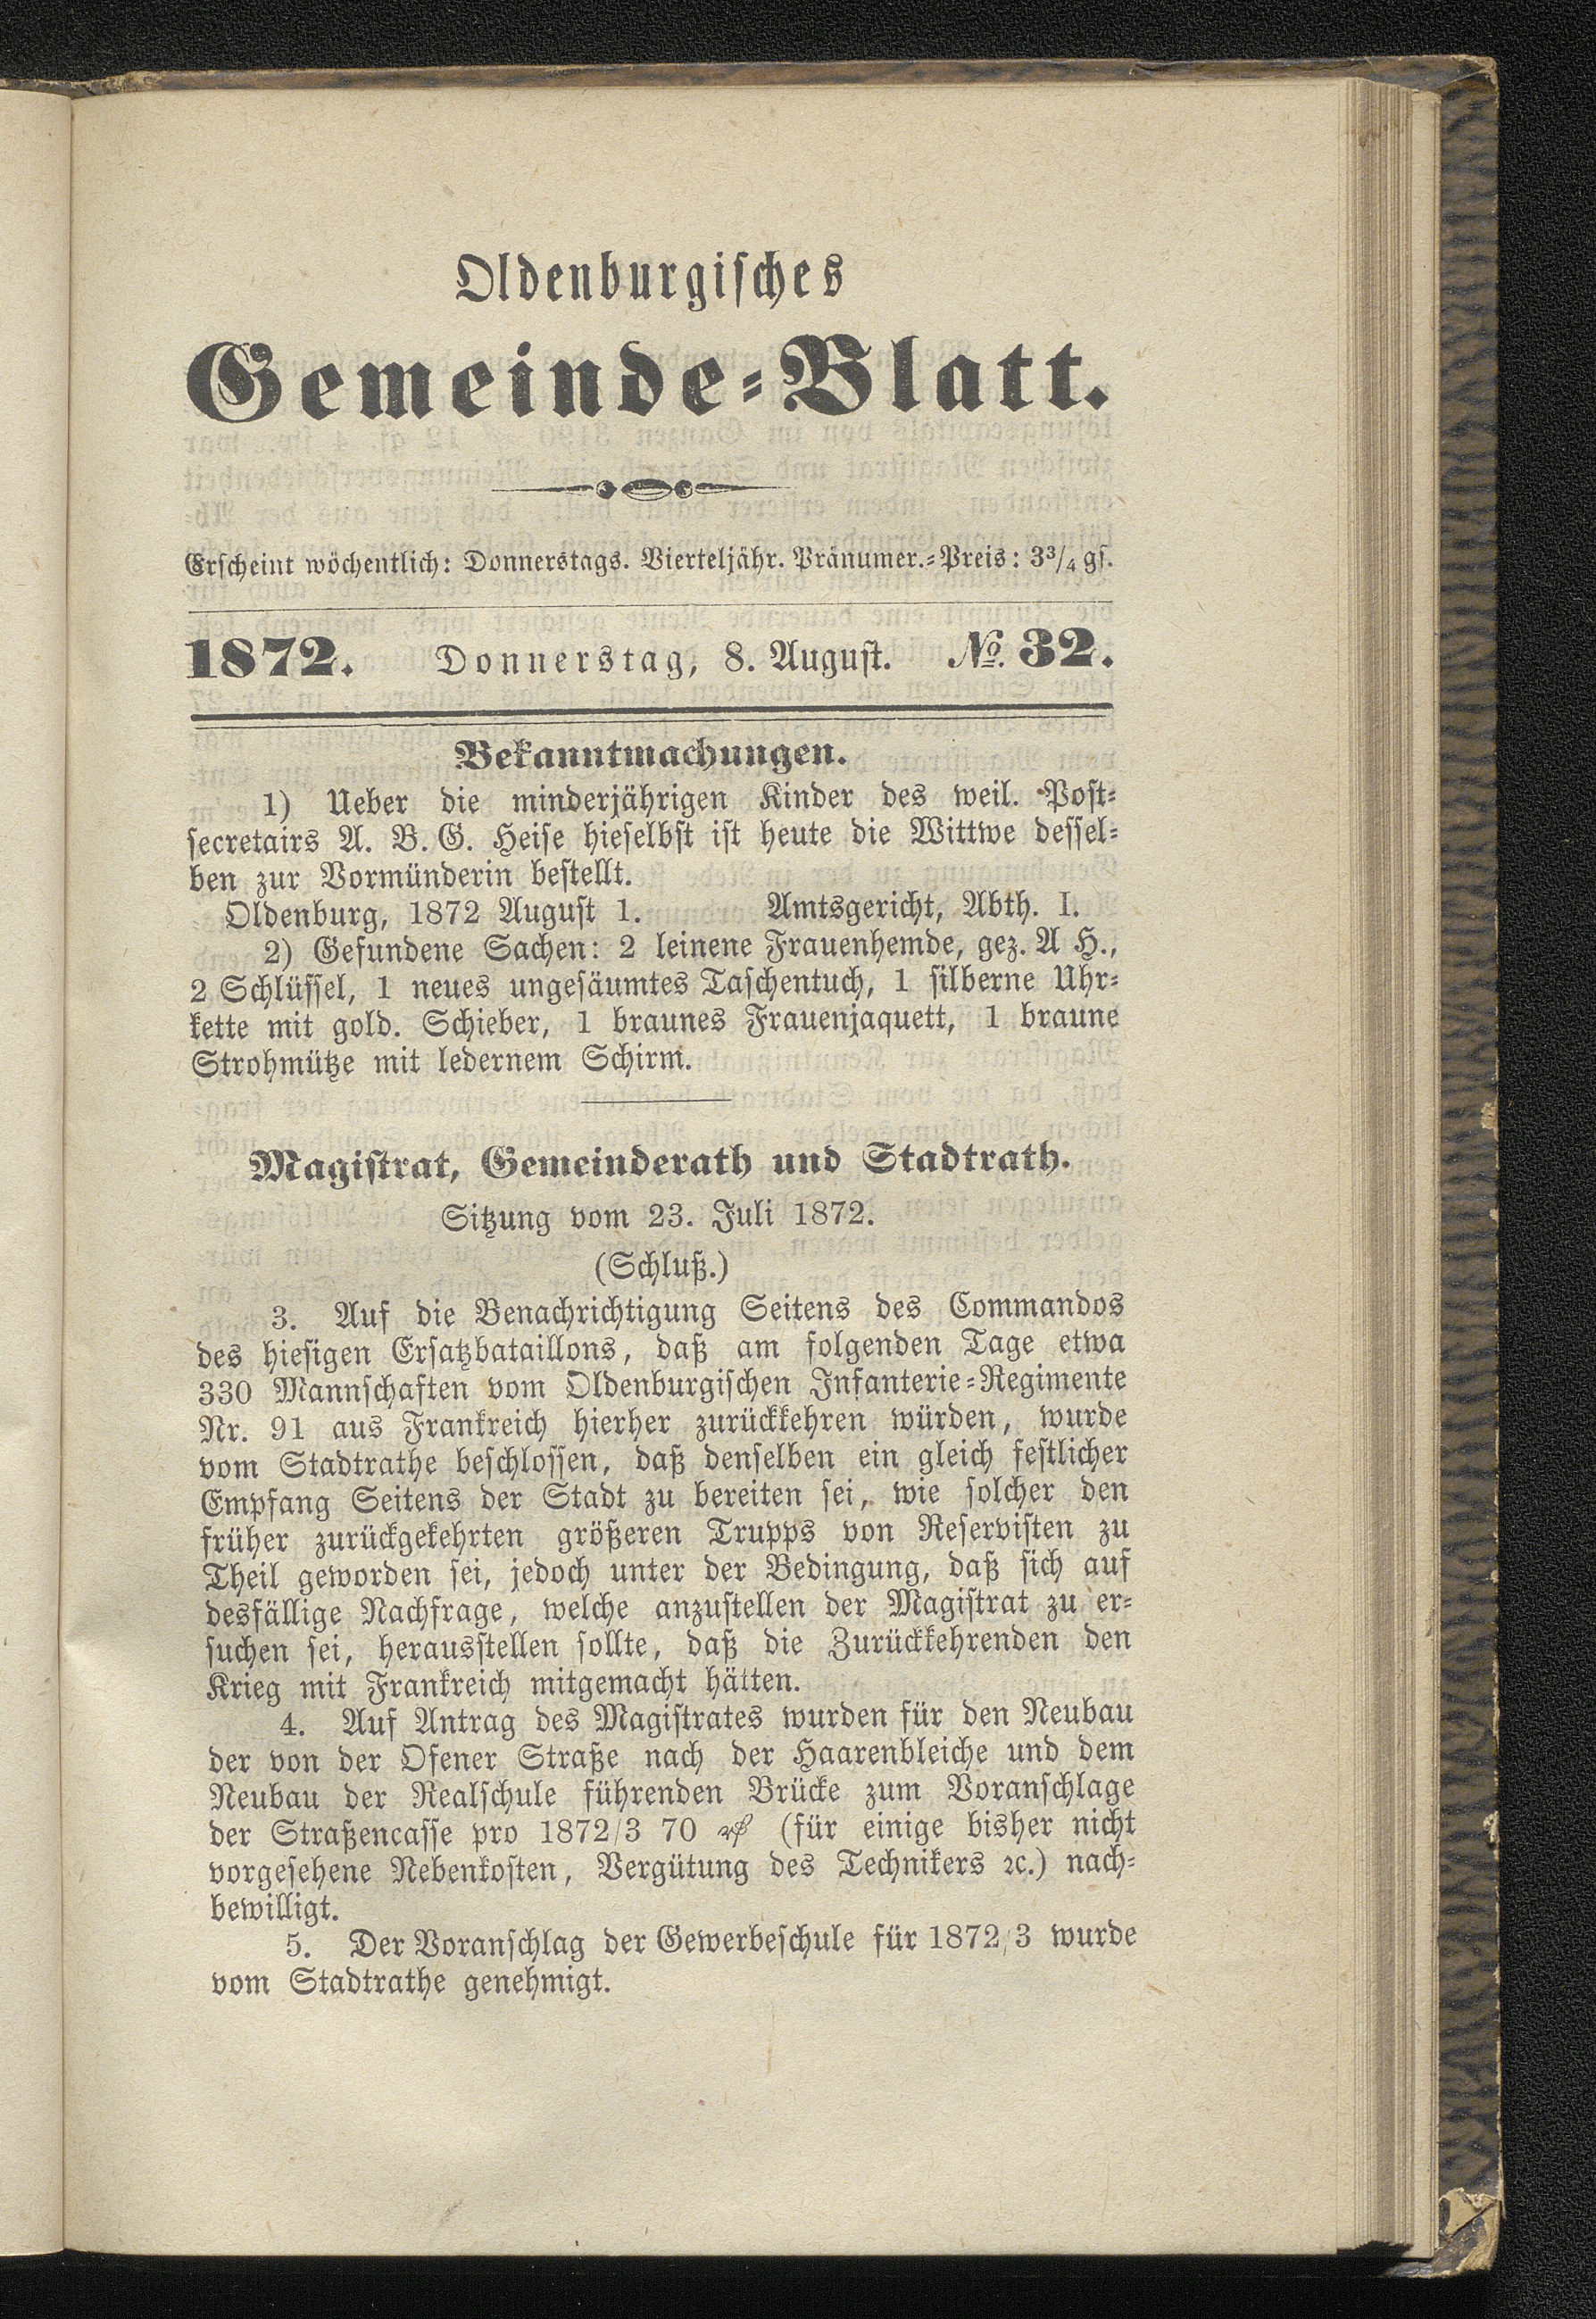 Oldenburgisches
Gemeinde-Blatt.
Erscheint wöchentlich: Donnerstags. Vierteljähr. Pränumer.-Preis: 3 3/4 gs.
1872. Donnerstag, 8. August. No. 32.
Bekanntmachungen.
1) Ueber die minderjährigen Kinder des weil. Post-
secretairs A. B. G. Heise hieselbst ist heute die Wittwe dessel-
ben zur Vormünderin bestellt.
Oldenburg, 1872 August 1. Amtsgericht, Abth. I.
2) Gefundene Sachen: 2 leinene Frauenhemde, gez. A H.,
2 Schlüssel, 1 neues ungesäumtes Taschentuch, 1 silberne Uhr-
kette mit gold. Schieber, 1 braunes Frauenjaquett, 1 braune
Strohmütze mit ledernem Schirm.
Magistrat, Gemeinderath und Stadtrath.
Sitzung vom 23. Juli 1872.
(Schluß.)
3. Auf die Benachrichtigung Seitens des Commandos
des hiesigen Ersatzbataillons, daß am folgenden Tage etwa
330 Mannschaften vom Oldenburgischen Infanterie-Regimente
Nr. 91 aus Frankreich hierher zurückkehren würden, wurde
vom Stadtrathe beschlossen, daß denselben ein gleich festlicher
Empfang Seitens der Stadt zu bereiten sei, wie solcher den
früher zurückgekehrten größeren Trupps von Reservisten zu
Theil geworden sei, jedoch unter der Bedingung, daß sich auf
desfällige Nachfrage, welche anzustellen der Magistrat zu er-
suchen sei, herausstellen sollte, daß die Zurückkehrenden den
Krieg mit Frankreich mitgemacht hätten.
4. Auf Antrag des Magistrates wurden für den Neubau
der von der Ofener Straße nach der Haarenbleiche und dem
Neubau der Realschule führenden Brücke zum Voranschlage
der Straßencasse pro 1872/3 70 ₰ (für einige bisher nicht
vorgesehene Nebenkosten, Vergütung des Technikers ꝛc.) nach-
bewilligt.
5. Der Voranschlag der Gewerbeschule für 1872/3 wurde
vom Stadtrathe genehmigt.